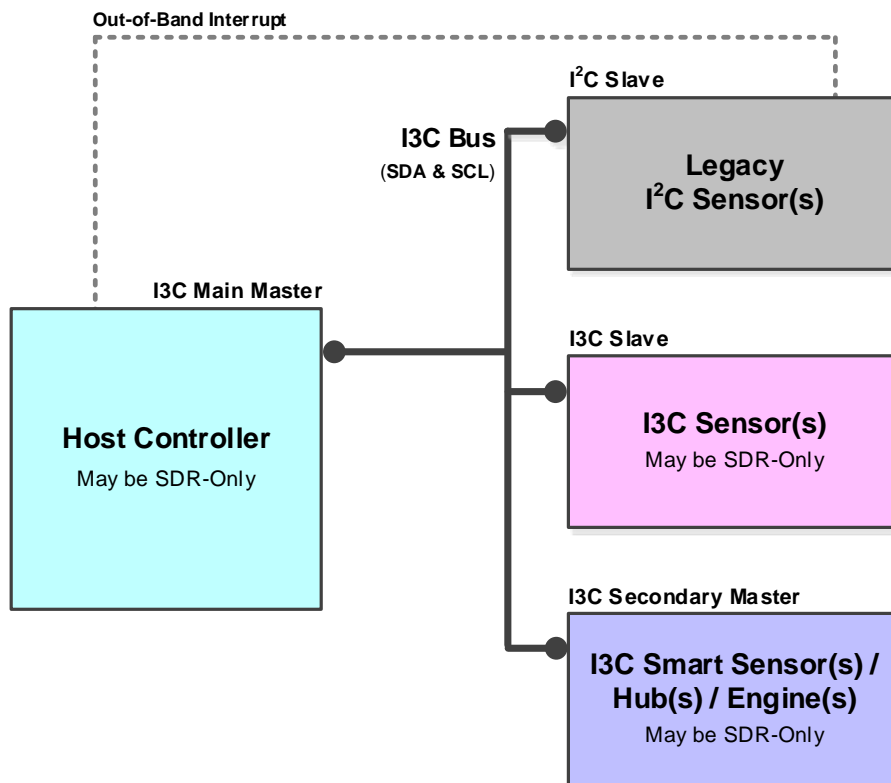 Out-of-Band Interrupt
I²C Slave
I3C Bus
(SDA & SCL)
Legacy
I²C Sensor(s)
I3C Main Master
Host Controller
May be SDR-Only
I3C Slave
I3C Sensor(s)
May be SDR-Only
I3C Secondary Master
I3C Smart Sensor(s) /
Hub(s) / Engine(s)
May be SDR-Only